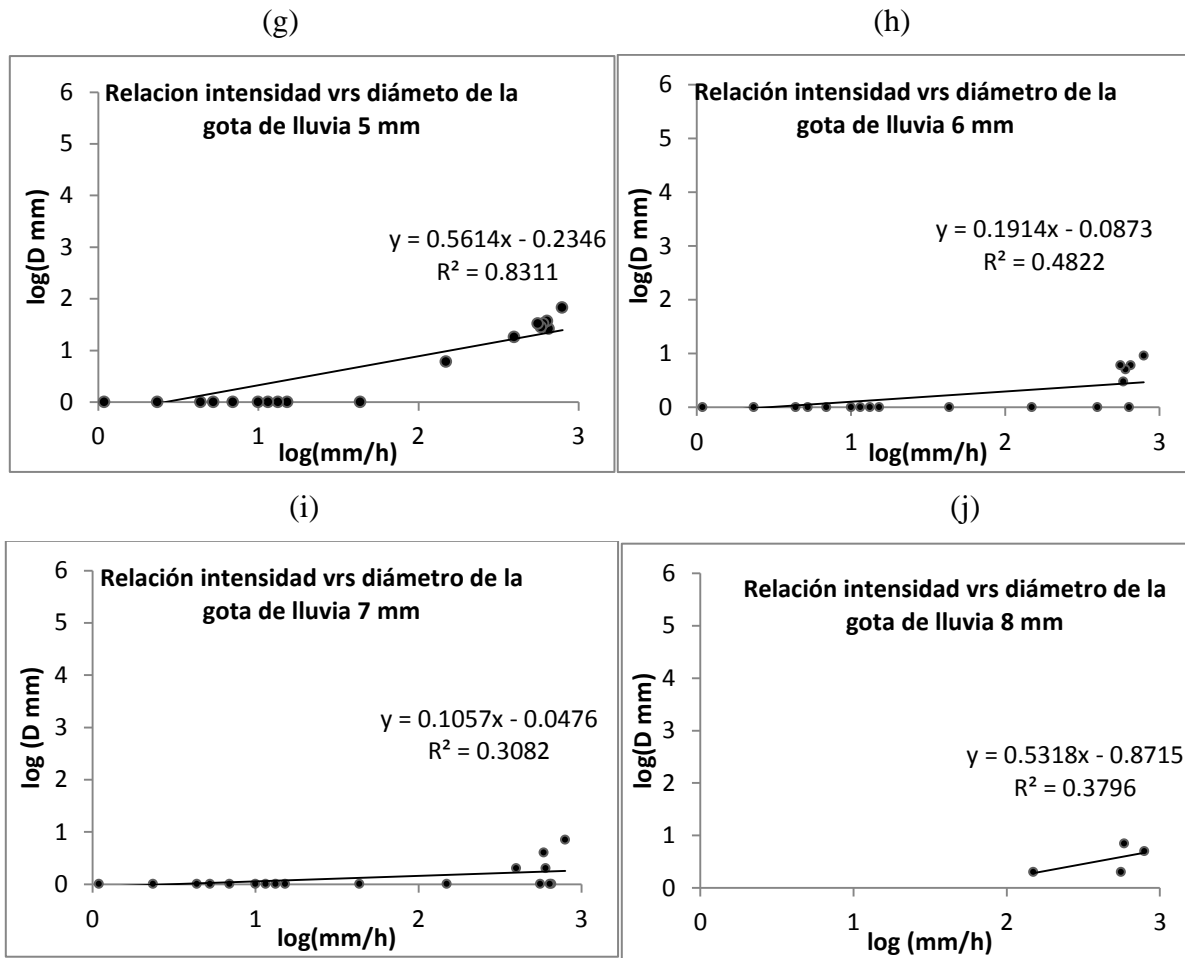 (g)
Relacion intensidad vrs diámeto de la
gota de lluvia 5 mm
6
5
4
3
2
1
0
log(D mm)
y = 0.5614x - 0.2346
R² = 0.8311
0 1 2 3
log(mm/h)
(h)
Relación intensidad vrs diámetro de la
gota de lluvia 6 mm
6
5
4
3
2
1
0
log(D mm)
y = 0.1914x - 0.0873
R² = 0.4822
0 1 2 3
log(mm/h)
(i)
Relación intensidad vrs diámetro de la
gota de lluvia 7 mm
6
5
4
3
2
1
0
log (D mm)
y = 0.1057x - 0.0476
R² = 0.3082
0 1 2 3
log(mm/h)
(j)
Relación intensidad vrs diámetro de la
gota de lluvia 8 mm
6
5
4
3
2
1
0
log(D mm)
y = 0.5318x - 0.8715
R² = 0.3796
0 1 2 3
log (mm/h)